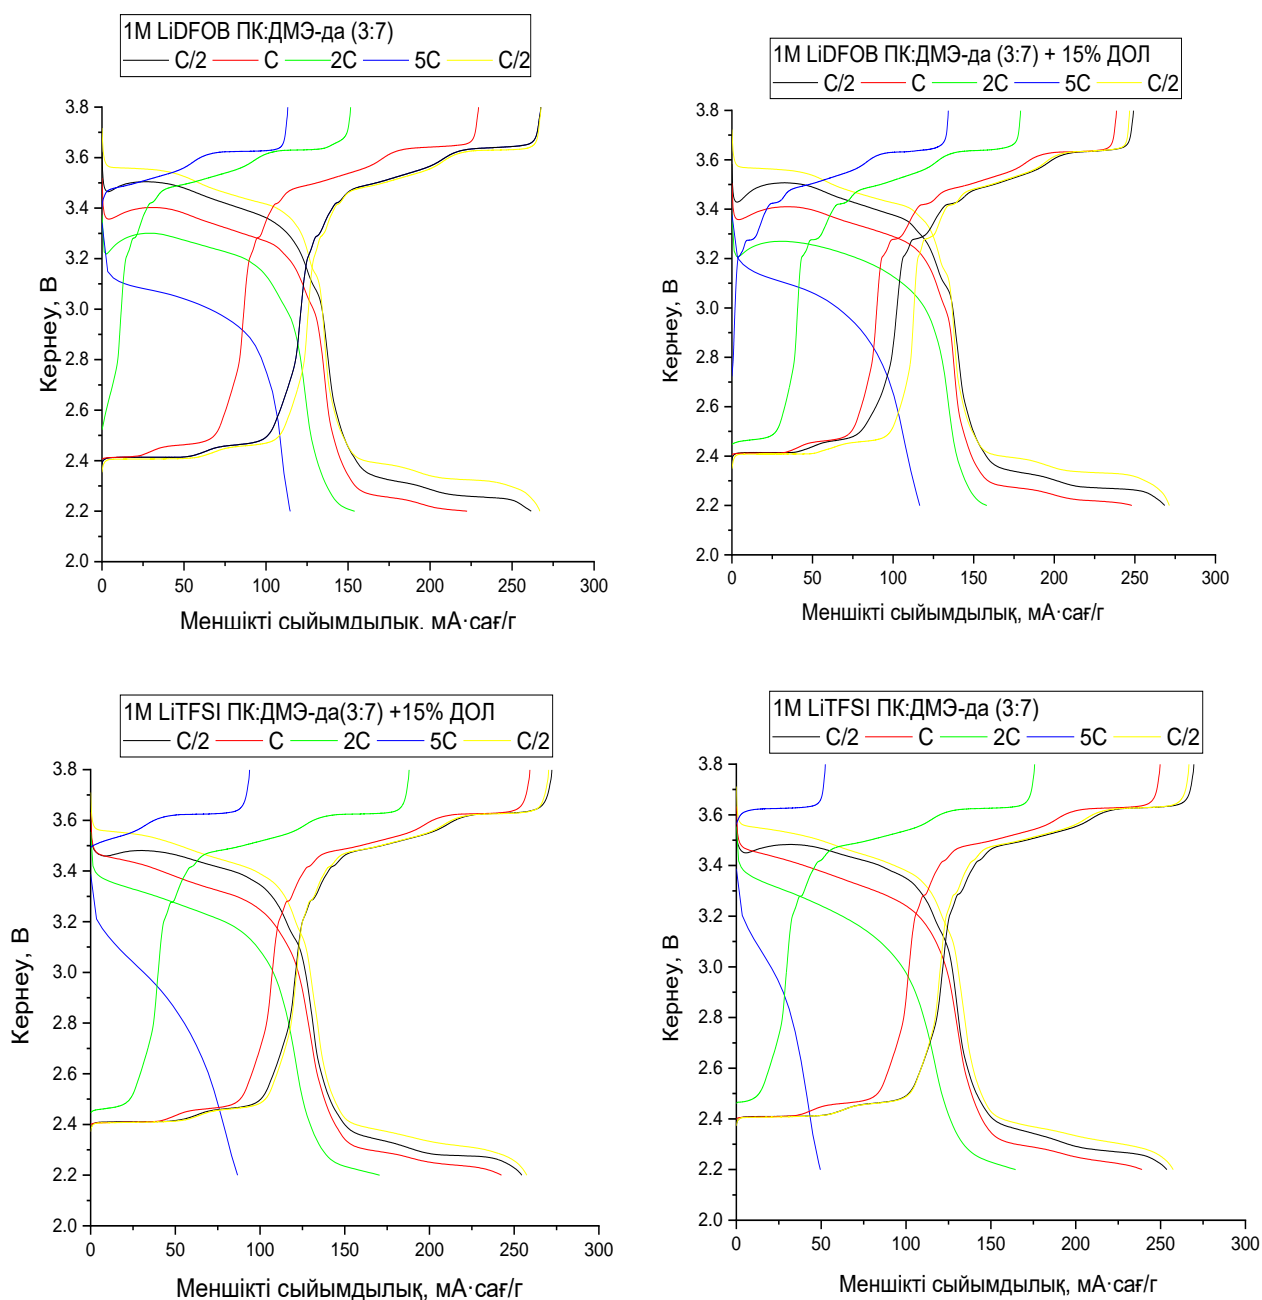 1M LiDFOB ПК:ДМЭ-да (3:7)
C/2 C 2C 5C C/2
3.8
3.6
3.4
3.2
3.0
2.8
2.6
2.4
2.2
2.0
Кернеу, В
0 50 100 150 200 250 300
Меншікті сыйымдылық, мА·сағ/г
1M LiDFOB ПК:ДМЭ-да (3:7) + 15% ДОЛ
C/2 C 2C 5C C/2
3.8
3.6
3.4
3.2
3.0
2.8
2.6
2.4
2.2
2.0
Кернеу, В
0 50 100 150 200 250 300
Меншікті сыйымдылық, мА·сағ/г
1M LiTFSI ПК:ДМЭ-да(3:7) +15% ДОЛ
C/2 C 2C 5C C/2
3.8
3.6
3.4
3.2
3.0
2.8
2.6
2.4
2.2
2.0
Кернеу, В
0 50 100 150 200 250 300
Меншікті сыйымдылық, мА·сағ/г
1M LiTFSI ПК:ДМЭ-да (3:7)
C/2 C 2C 5C C/2
3.8
3.6
3.4
3.2
3.0
2.8
2.6
2.4
2.2
2.0
Кернеу, В
0 50 100 150 200 250 300
Меншікті сыйымдылық, мА·сағ/г